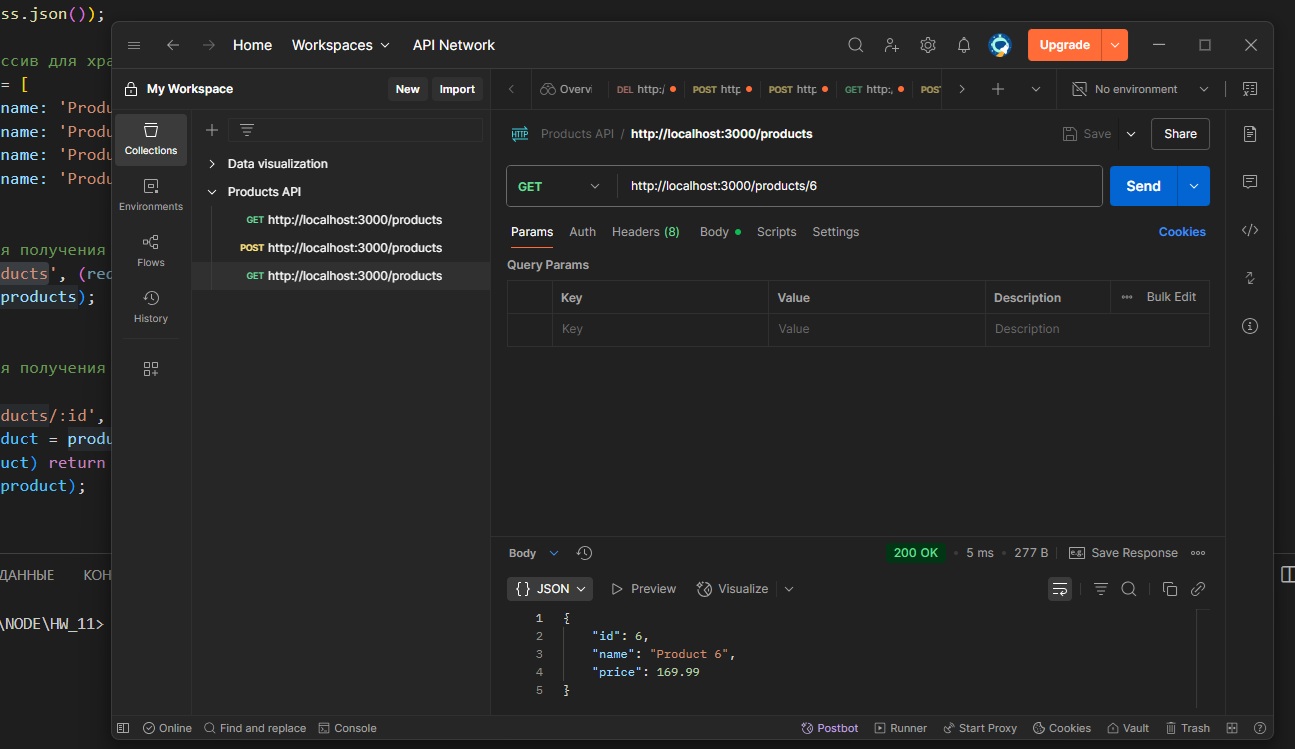 ss.json());
ссив для хра
= [
name: 'Produ
name: 'Produ
name: 'Produ
name: 'Produ
я получения
ducts', (rec
products);
я получения
ducts/:id',
duct = produ
uct) return
product);
ДАННЫЕ КОН
\NODE\HW_11>
Home Workspaces API Network Upgrade
My Workspace New Import
Overvi DEL http:/ POST http POST http: GET http:, POST No environment
Collections
Environments
Flows
History
Data visualization
Products API
GET http://localhost:3000/products
POST http://localhost:3000/products
GET http://localhost:3000/products
HTTP Products API / http://localhost:3000/products Save Share
GET http://localhost:3000/products/6 Send
Params Auth Headers (8) Body Scripts Settings Cookies
Query Params
Key Value Description Bulk Edit
Key Value Description
Body 200 OK 5 ms 277 B e.g. Save Response
{} JSON Preview Visualize
1 {
2 "id": 6,
3 "name": "Product 6",
4 "price": 169.99
5 }
Online Find and replace Console Postbot Runner Start Proxy Cookies Vault Trash